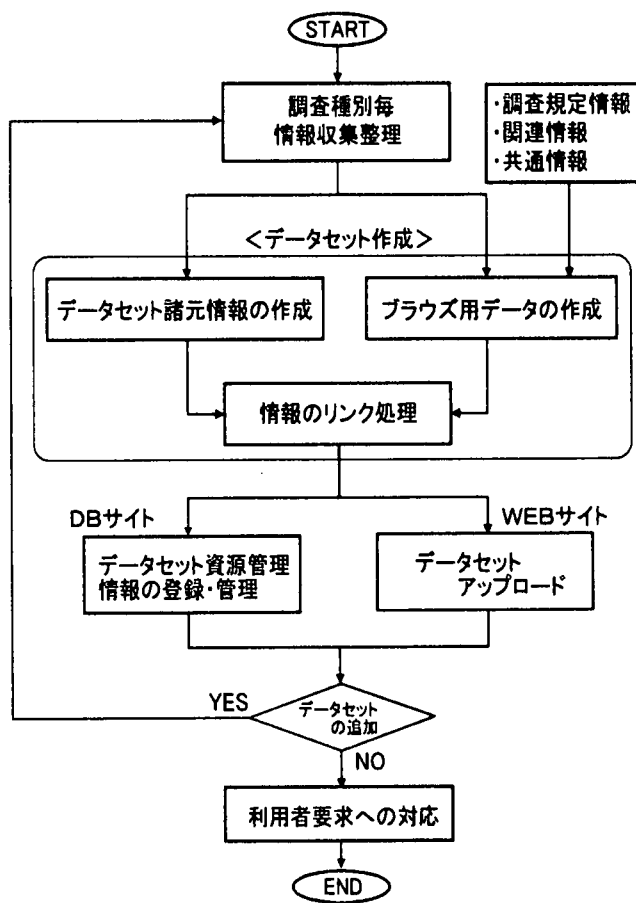 START
調査種別毎
情報収集整理
・調査規定情報
・関連情報
・共通情報
＜データセット作成＞
データセット諸元情報の作成
ブラウズ用データの作成
情報のリンク処理
DBサイト
WEBサイト
データセット資源管理
情報の登録・管理
データセット
アップロード
YES
データセット
の追加
NO
利用者要求への対応
END